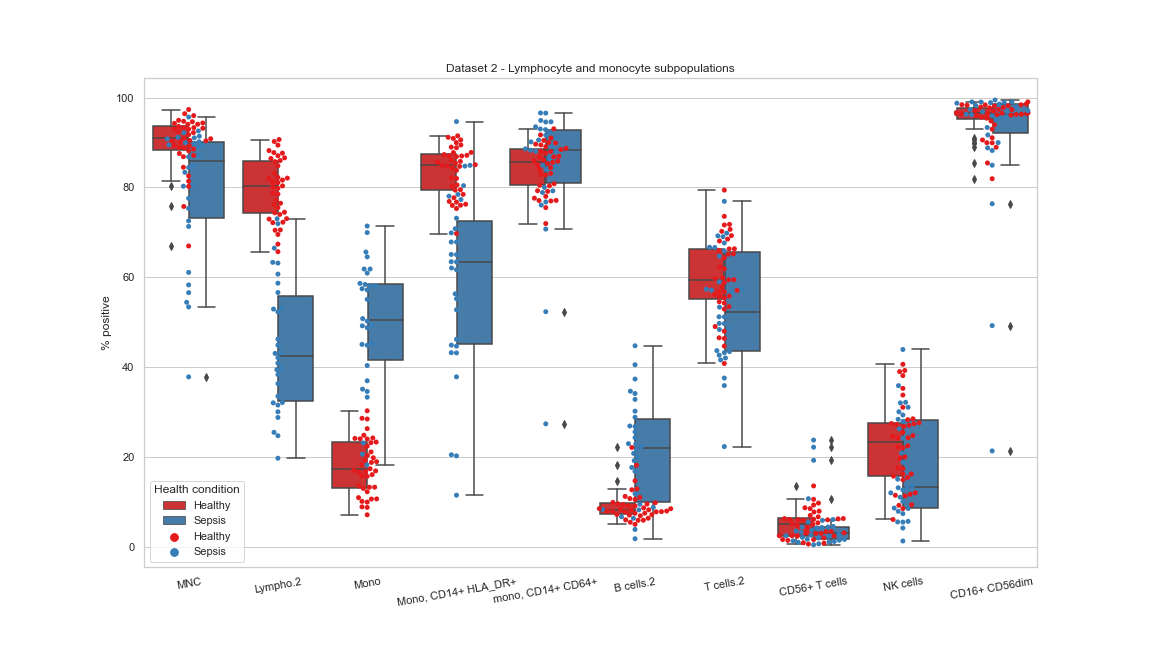 Dataset 2 - Lymphocyte and monocyte subpopulations
% positive
100
80
60
40
20
0
Health condition
Healthy
Sepsis
Healthy
Sepsis
MNC
Lympho.2
Mono
Mono, CD14+ HLA_DR+
mono, CD14+ CD64+
B cells.2
T cells.2
CD56+ T cells
NK cells
CD16+ CD56dim